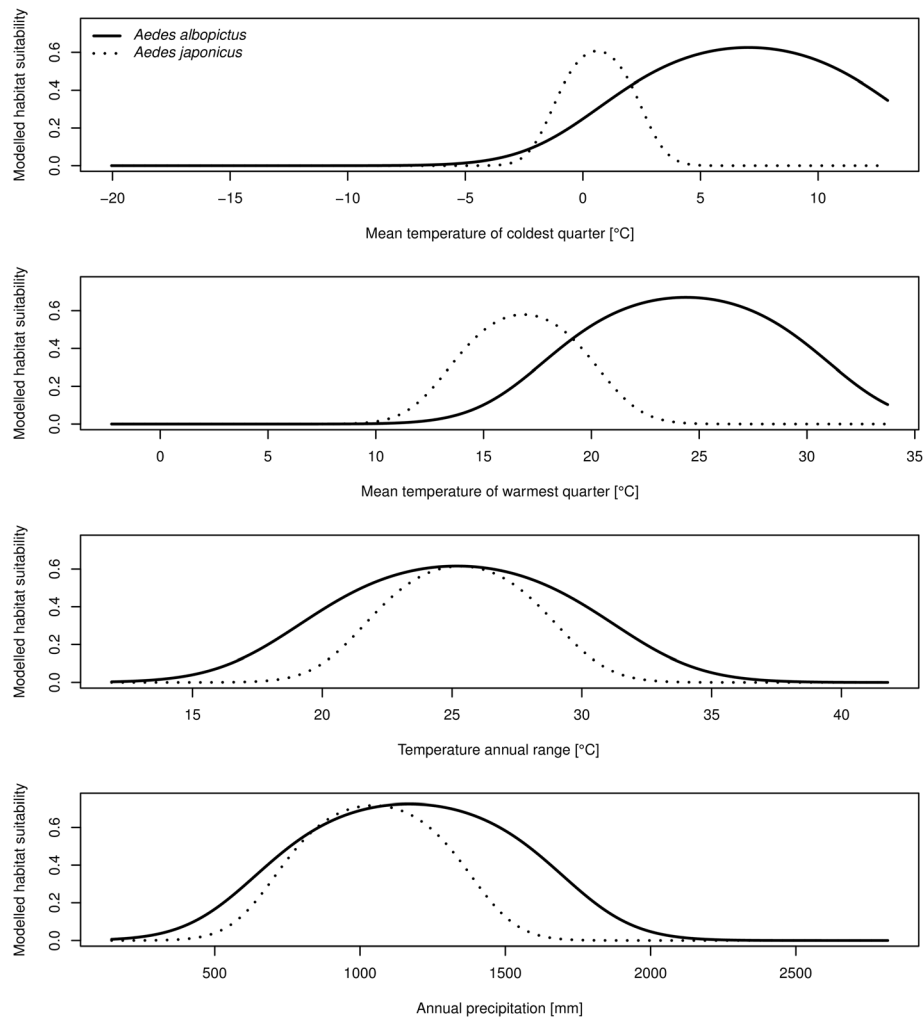 Aedes albopictus
Aedes japonicus
Modelled habitat suitability
0.0 0.2 0.4 0.6
−20 −15 −10 −5 0 5 10
Mean temperature of coldest quarter [°C]
Modelled habitat suitability
0.0 0.2 0.4 0.6
0 5 10 15 20 25 30 35
Mean temperature of warmest quarter [°C]
Modelled habitat suitability
0.0 0.2 0.4 0.6
15 20 25 30 35 40
Temperature annual range [°C]
Modelled habitat suitability
0.0 0.2 0.4 0.6
500 1000 1500 2000 2500
Annual precipitation [mm]